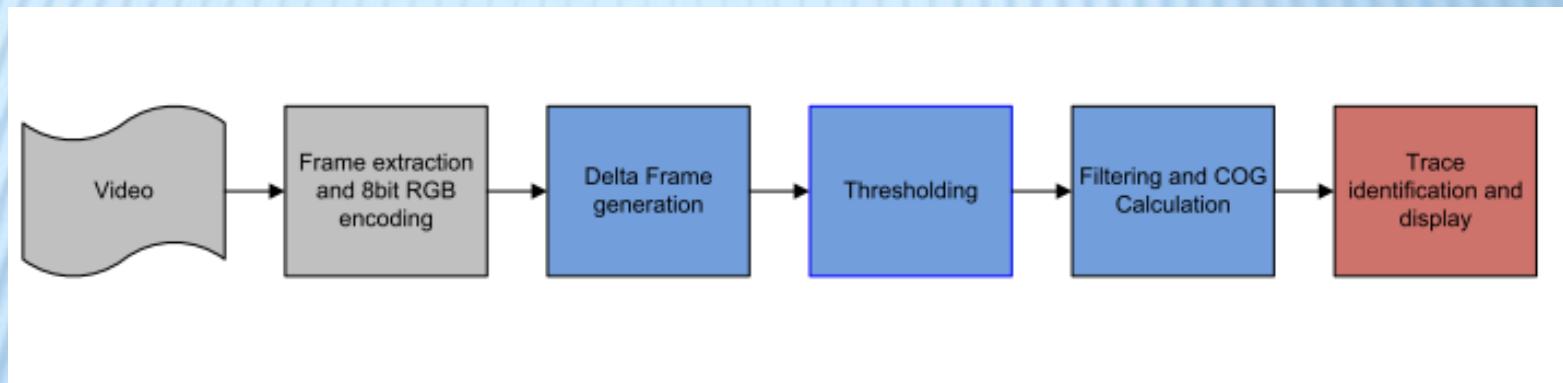 Video
Frame extraction
and 8bit RGB
encoding
Delta Frame
generation
Thresholding
Filtering and COG
Calculation
Trace
identification and
display